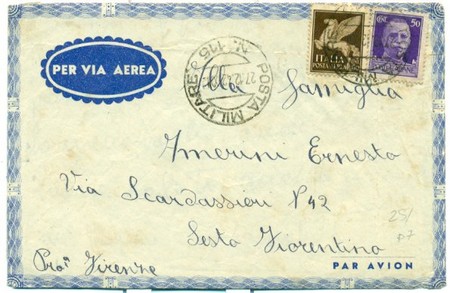 PER VIA AEREA
POSTA MILITARE
N. 115
ITALIA
50
Alla Famiglia
Imerini Ernesto
Via Scardassieri N 42
Sesto Fiorentino
Proᵛ Firenze
PAR AVION